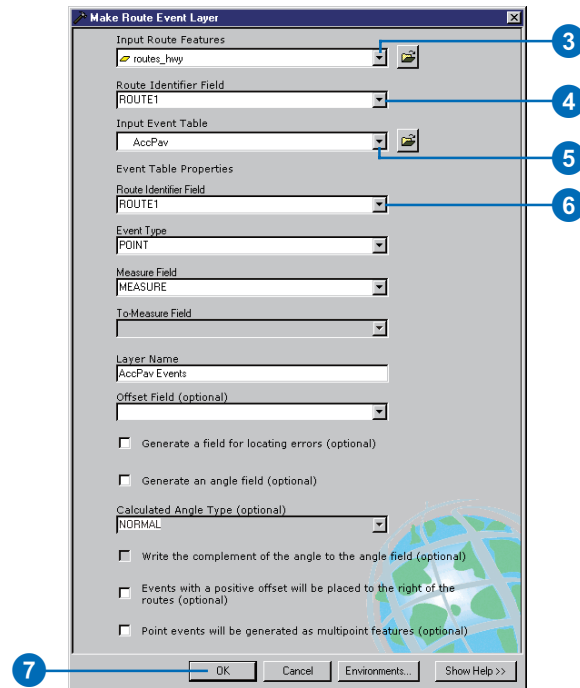 Make Route Event Layer
Input Route Features
routes_hwy
3
Route Identifier Field
ROUTE1
4
Input Event Table
AccPav
5
Event Table Properties
Route Identifier Field
ROUTE1
6
Event Type
POINT
Measure Field
MEASURE
To-Measure Field
Layer Name
AccPav Events
Offset Field (optional)
Generate a field for locating errors (optional)
Generate an angle field (optional)
Calculated Angle Type (optional)
NORMAL
Write the complement of the angle to the angle field (optional)
Events with a positive offset will be placed to the right of the
routes (optional)
Point events will be generated as multipoint features (optional)
7
OK
Cancel
Environments...
Show Help >>